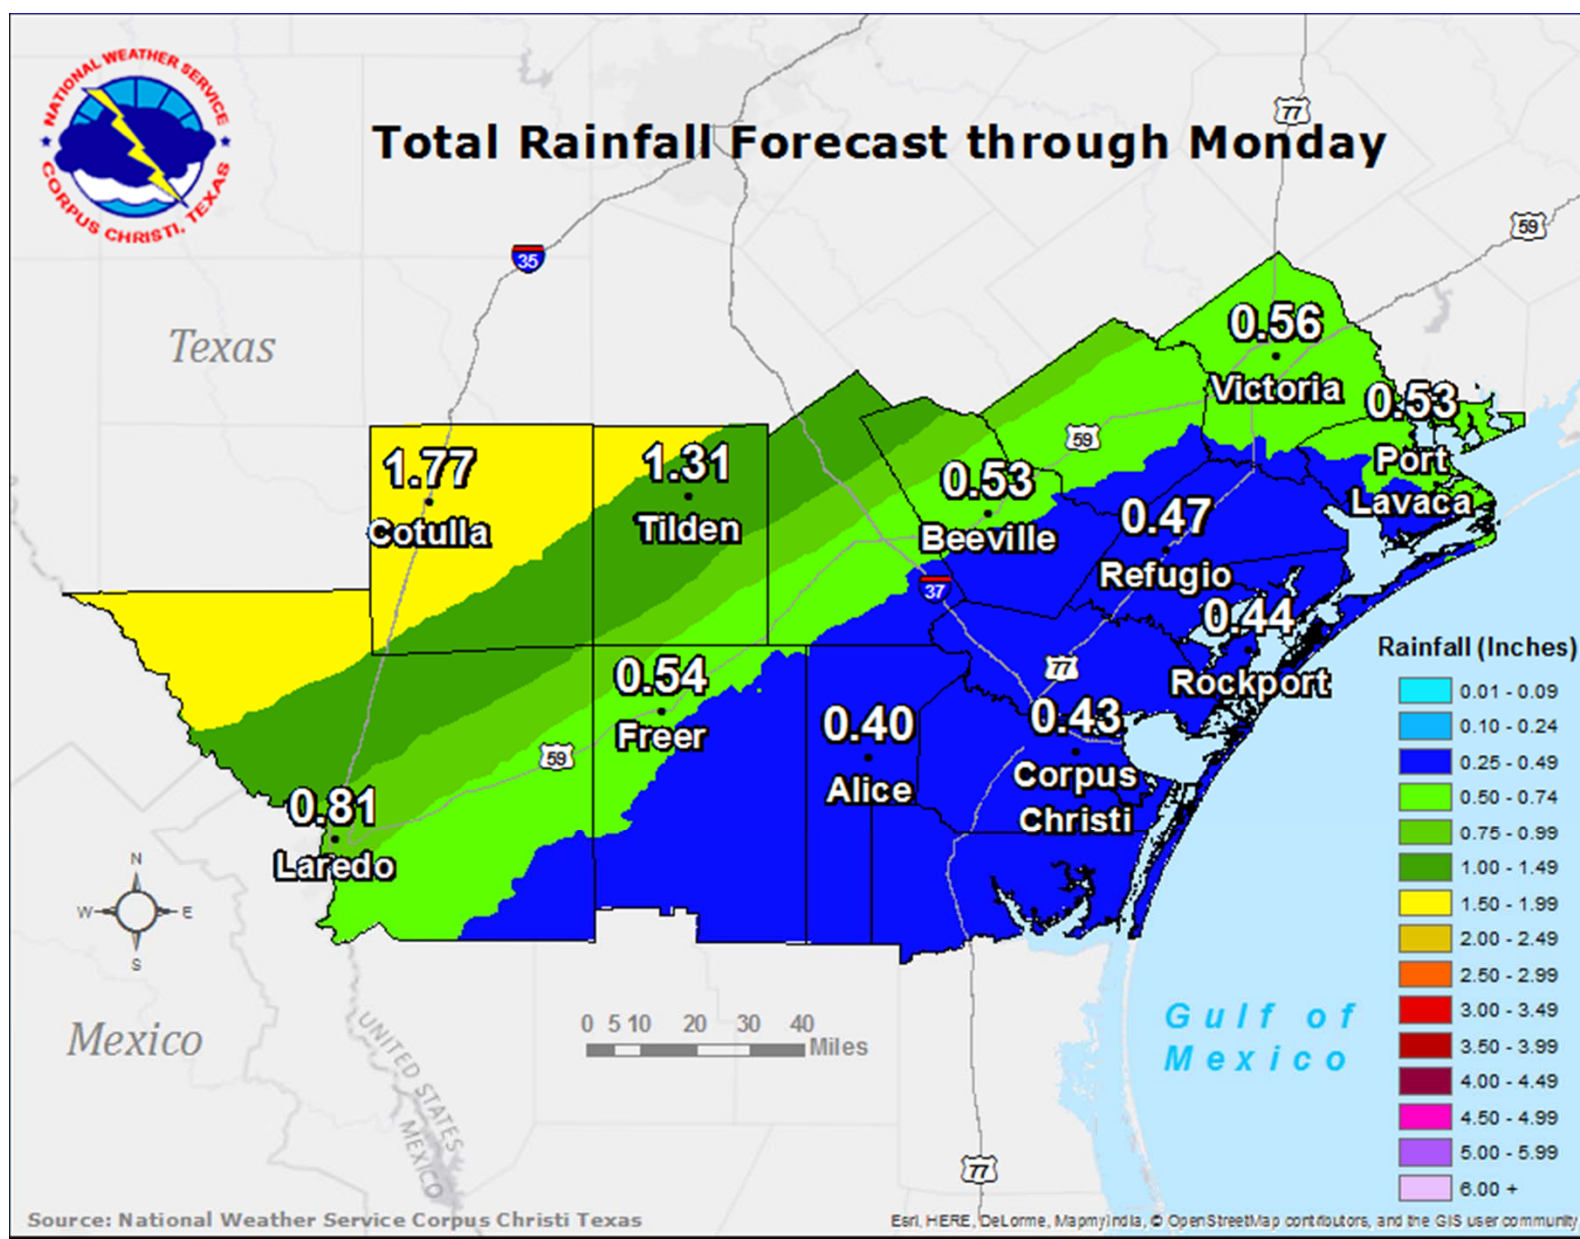 NATIONAL WEATHER SERVICE
CORPUS CHRISTI, TEXAS
Total Rainfall Forecast through Monday
77
59
35
Texas
0.56
Victoria
0.53
Port
Lavaca
1.77
Cotulla
1.31
Tilden
59
0.53
Beeville
0.47
Refugio
37
0.44
Rockport
0.54
Freer
77
0.40
Alice
0.43
Corpus
Christi
59
0.81
Laredo
Rainfall (Inches)
0.01 - 0.09
0.10 - 0.24
0.25 - 0.49
0.50 - 0.74
0.75 - 0.99
1.00 - 1.49
1.50 - 1.99
2.00 - 2.49
2.50 - 2.99
3.00 - 3.49
3.50 - 3.99
4.00 - 4.49
4.50 - 4.99
5.00 - 5.99
6.00 +
N
W E
S
Mexico
UNITED STATES
MEXICO
0 5 10 20 30 40
Miles
Gulf of
Mexico
77
Source: National Weather Service Corpus Christi Texas
Esri, HERE, DeLorme, MapmyIndia, © OpenStreetMap contributors, and the GIS user community